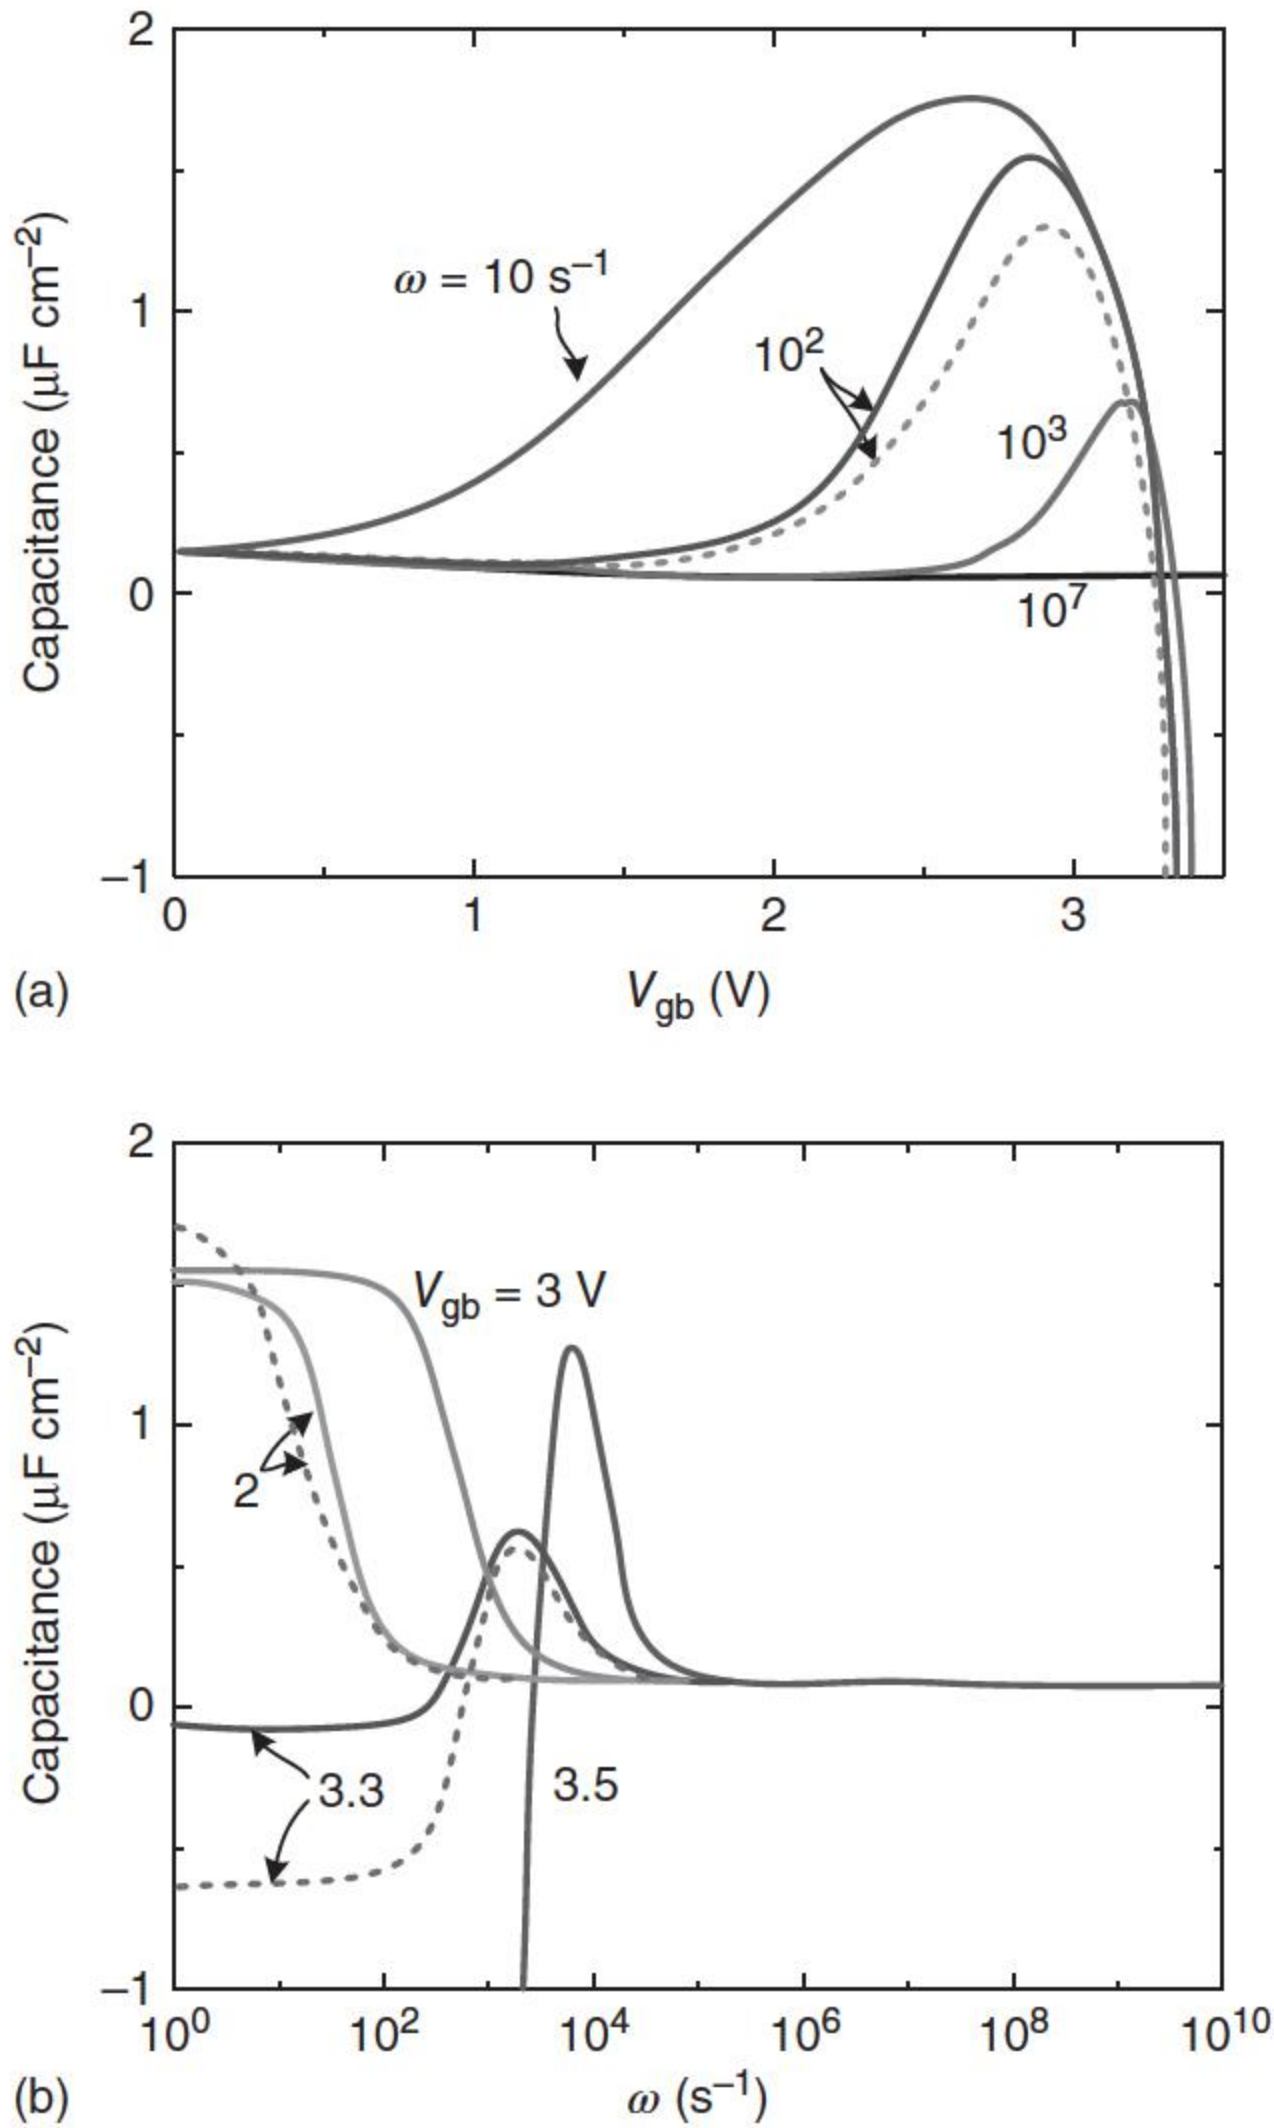 2
1
0
−1
Capacitance (μF cm⁻²)
ω = 10 s⁻¹
10²
10³
10⁷
0 1 2 3
V_gb (V)
(a)
2
1
0
−1
Capacitance (μF cm⁻²)
V_gb = 3 V
2
3.3
3.5
10⁰ 10² 10⁴ 10⁶ 10⁸ 10¹⁰
ω (s⁻¹)
(b)